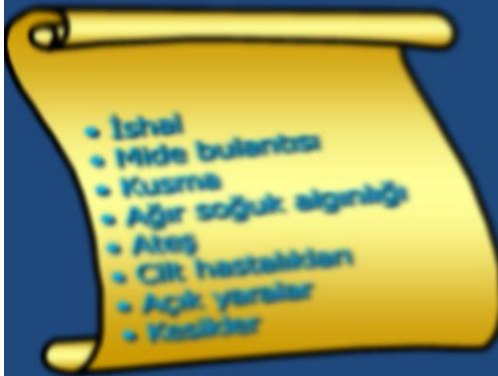 • İshal
• Mide bulantısı
• Kusma
• Ağır soğuk algınlığı
• Ateş
• Cilt hastalıkları
• Açık yaralar
• Kesikler